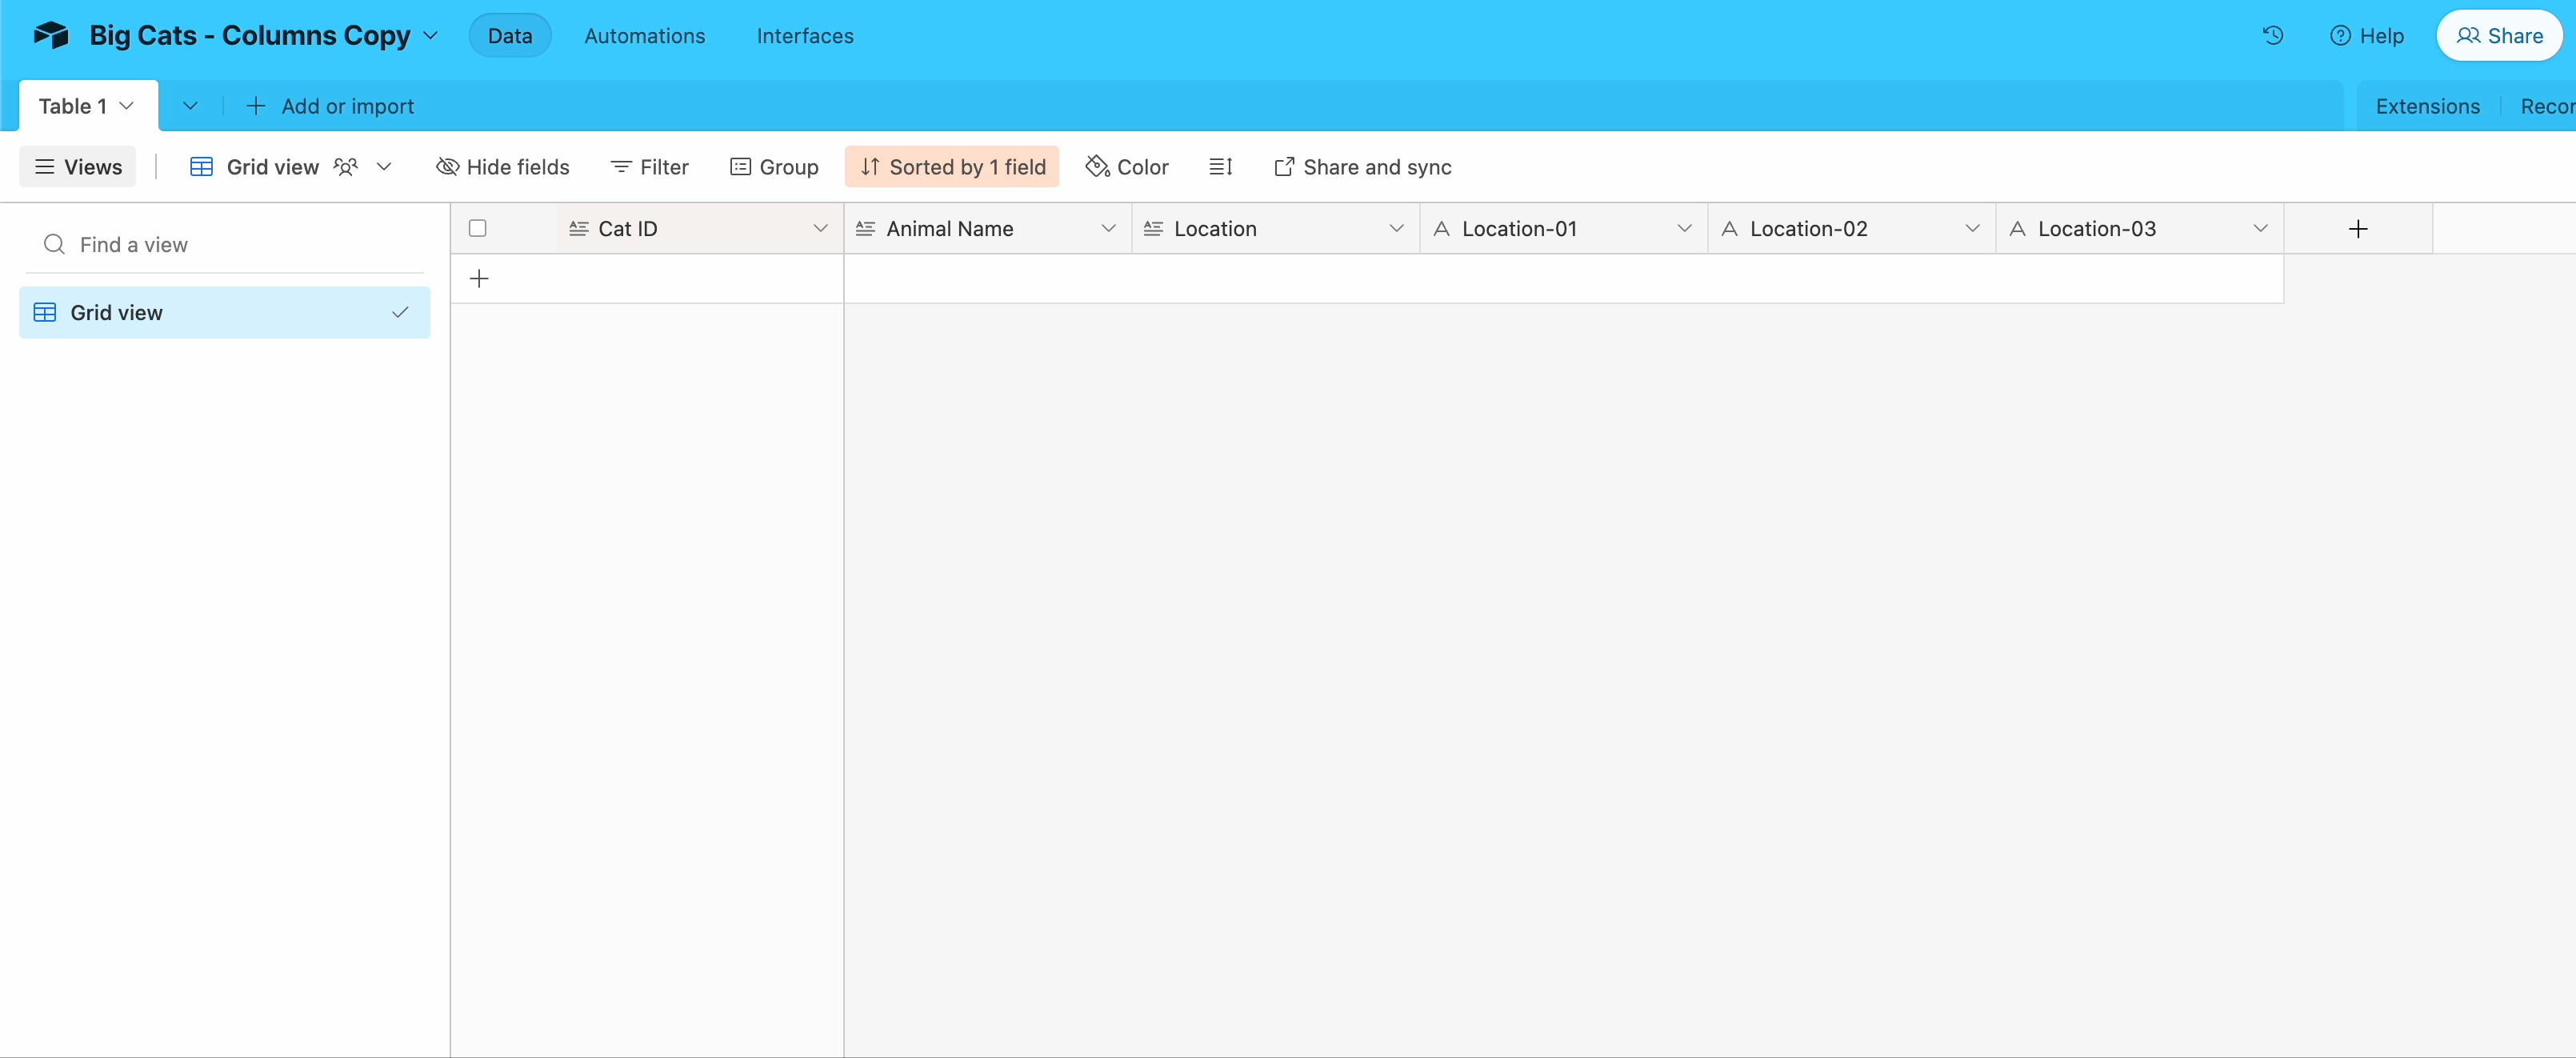 Big Cats - Columns Copy Data Automations Interfaces Help Share
Table 1 Add or import Extensions Recor
Views Grid view Hide fields Filter Group Sorted by 1 field Color Share and sync
Find a view
Grid view
Cat ID Animal Name Location Location-01 Location-02 Location-03